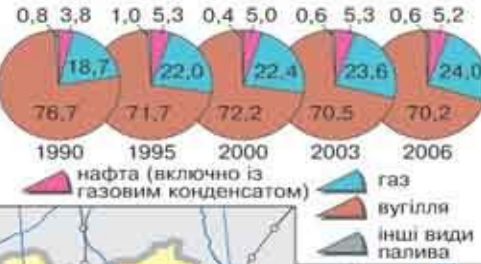 0,8 3,8 1,0 5,3 0,4 5,0 0,6 5,3 0,6 5,2
18,7 22,0 22,4 23,6 24,0
76,7 71,7 72,2 70,5 70,2
1990 1995 2000 2003 2006
нафта (включно із
газовим конденсатом)
газ
вугілля
інші види
палива